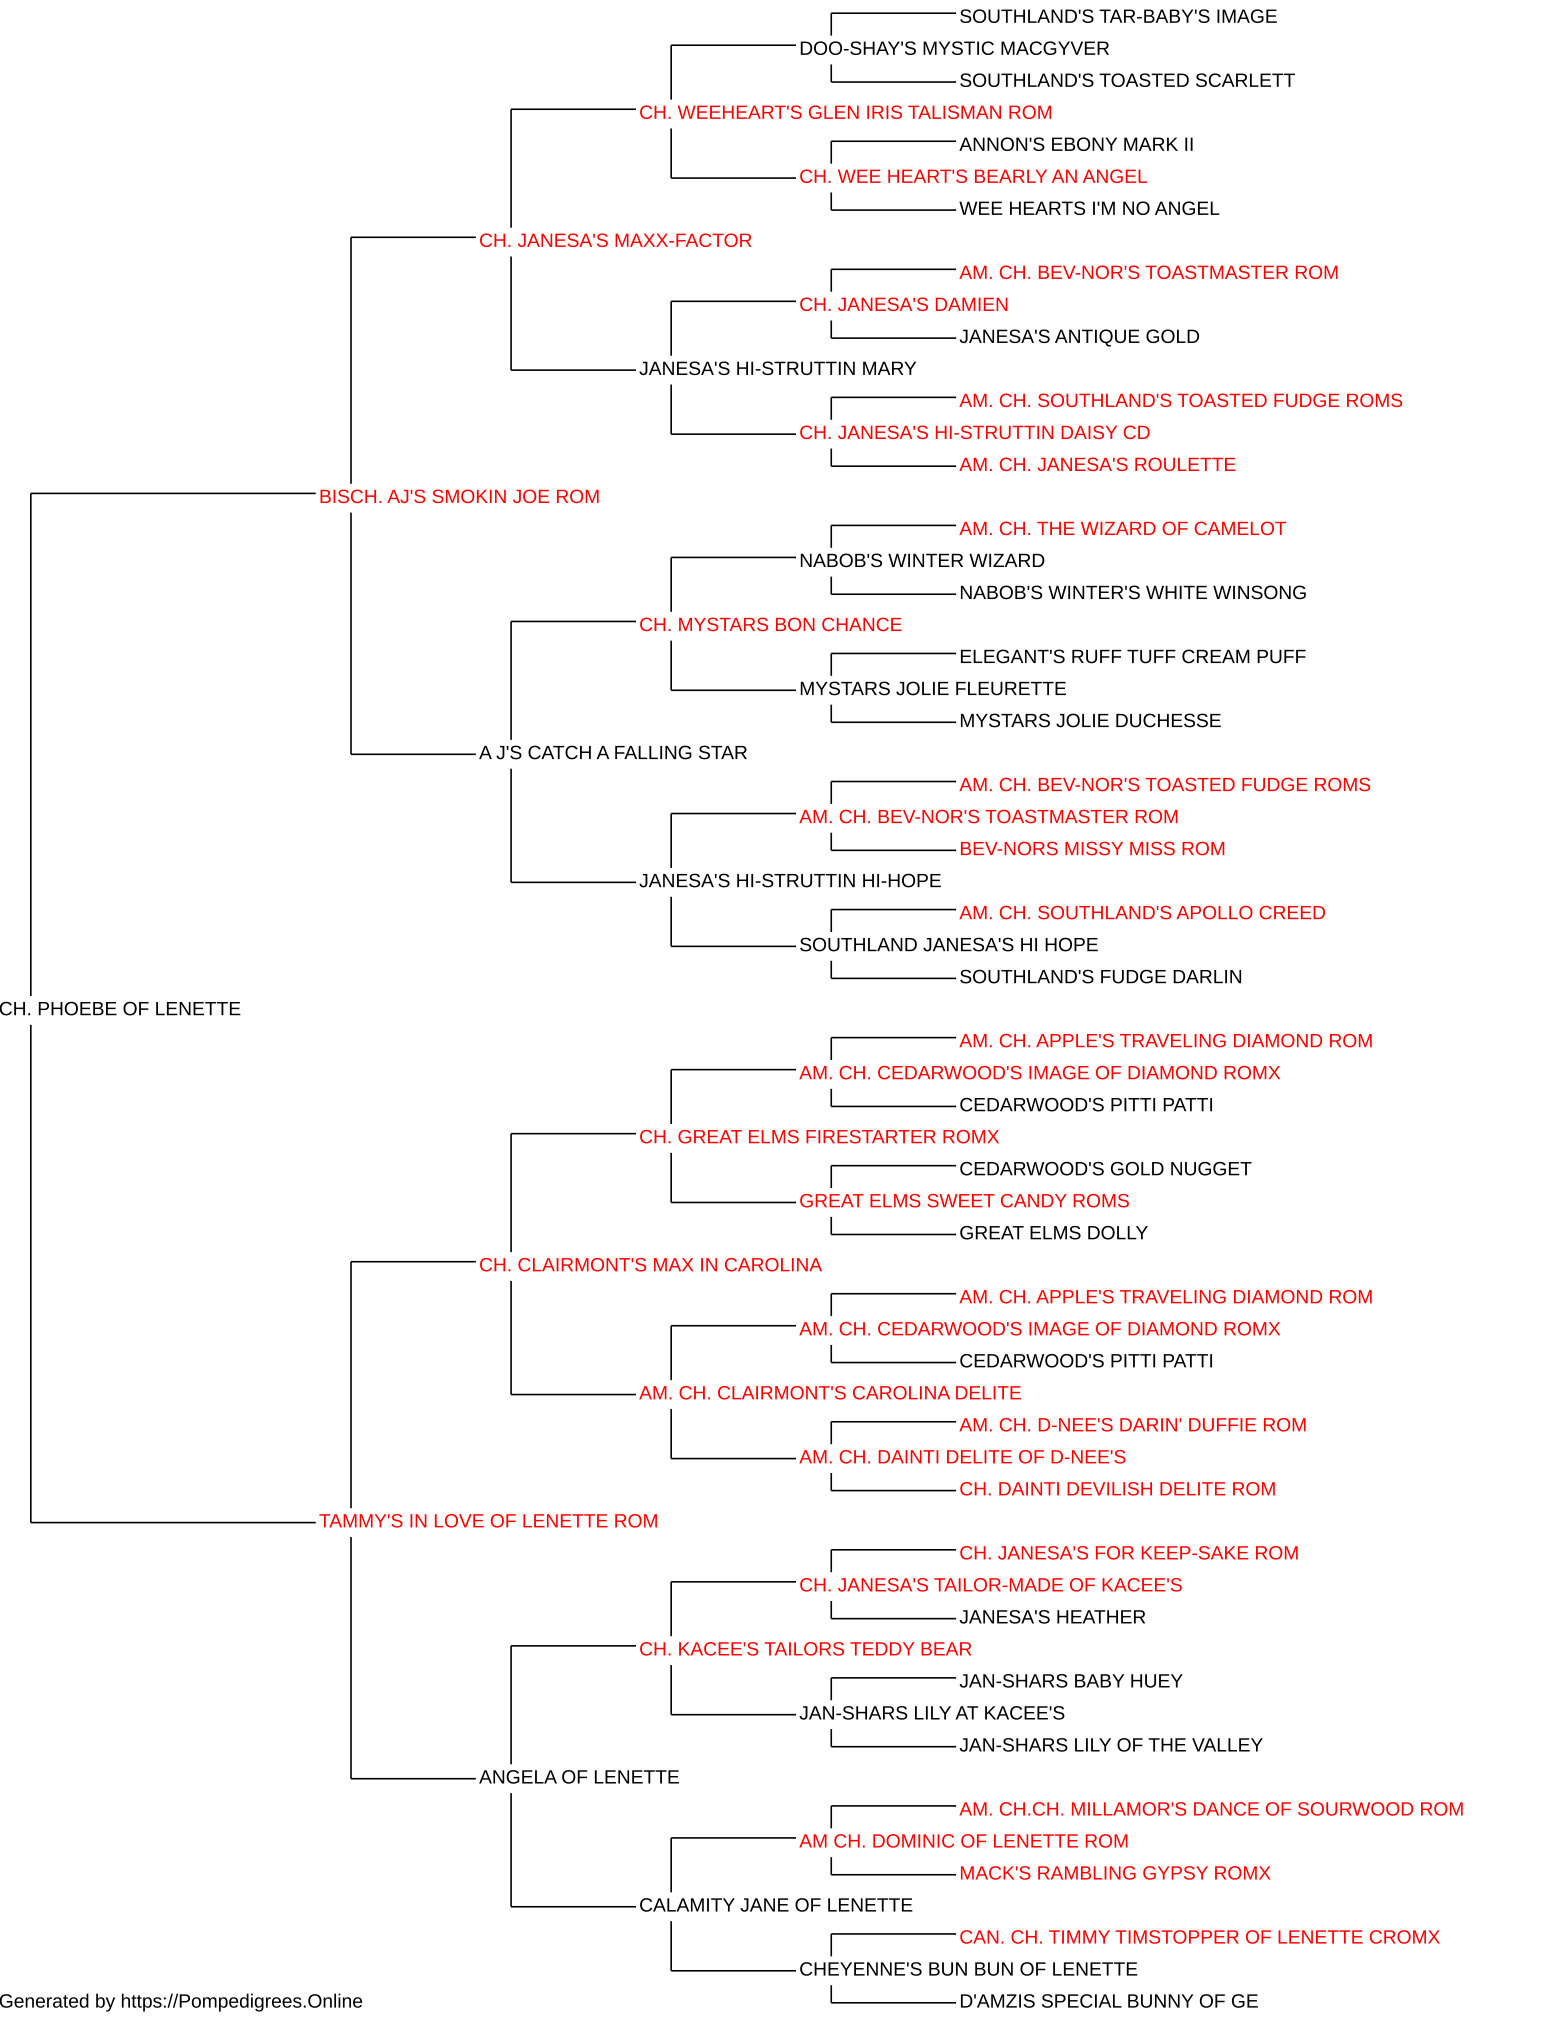 SOUTHLAND'S TAR-BABY'S IMAGE
DOO-SHAY'S MYSTIC MACGYVER
SOUTHLAND'S TOASTED SCARLETT
CH. WEEHEART'S GLEN IRIS TALISMAN ROM
ANNON'S EBONY MARK II
CH. WEE HEART'S BEARLY AN ANGEL
WEE HEARTS I'M NO ANGEL
CH. JANESA'S MAXX-FACTOR
AM. CH. BEV-NOR'S TOASTMASTER ROM
CH. JANESA'S DAMIEN
JANESA'S ANTIQUE GOLD
JANESA'S HI-STRUTTIN MARY
AM. CH. SOUTHLAND'S TOASTED FUDGE ROMS
CH. JANESA'S HI-STRUTTIN DAISY CD
AM. CH. JANESA'S ROULETTE
BISCH. AJ'S SMOKIN JOE ROM
AM. CH. THE WIZARD OF CAMELOT
NABOB'S WINTER WIZARD
NABOB'S WINTER'S WHITE WINSONG
CH. MYSTARS BON CHANCE
ELEGANT'S RUFF TUFF CREAM PUFF
MYSTARS JOLIE FLEURETTE
MYSTARS JOLIE DUCHESSE
A J'S CATCH A FALLING STAR
AM. CH. BEV-NOR'S TOASTED FUDGE ROMS
AM. CH. BEV-NOR'S TOASTMASTER ROM
BEV-NORS MISSY MISS ROM
JANESA'S HI-STRUTTIN HI-HOPE
AM. CH. SOUTHLAND'S APOLLO CREED
SOUTHLAND JANESA'S HI HOPE
SOUTHLAND'S FUDGE DARLIN
CH. PHOEBE OF LENETTE
AM. CH. APPLE'S TRAVELING DIAMOND ROM
AM. CH. CEDARWOOD'S IMAGE OF DIAMOND ROMX
CEDARWOOD'S PITTI PATTI
CH. GREAT ELMS FIRESTARTER ROMX
CEDARWOOD'S GOLD NUGGET
GREAT ELMS SWEET CANDY ROMS
GREAT ELMS DOLLY
CH. CLAIRMONT'S MAX IN CAROLINA
AM. CH. APPLE'S TRAVELING DIAMOND ROM
AM. CH. CEDARWOOD'S IMAGE OF DIAMOND ROMX
CEDARWOOD'S PITTI PATTI
AM. CH. CLAIRMONT'S CAROLINA DELITE
AM. CH. D-NEE'S DARIN' DUFFIE ROM
AM. CH. DAINTI DELITE OF D-NEE'S
CH. DAINTI DEVILISH DELITE ROM
TAMMY'S IN LOVE OF LENETTE ROM
CH. JANESA'S FOR KEEP-SAKE ROM
CH. JANESA'S TAILOR-MADE OF KACEE'S
JANESA'S HEATHER
CH. KACEE'S TAILORS TEDDY BEAR
JAN-SHARS BABY HUEY
JAN-SHARS LILY AT KACEE'S
JAN-SHARS LILY OF THE VALLEY
ANGELA OF LENETTE
AM. CH.CH. MILLAMOR'S DANCE OF SOURWOOD ROM
AM CH. DOMINIC OF LENETTE ROM
MACK'S RAMBLING GYPSY ROMX
CALAMITY JANE OF LENETTE
CAN. CH. TIMMY TIMSTOPPER OF LENETTE CROMX
CHEYENNE'S BUN BUN OF LENETTE
D'AMZIS SPECIAL BUNNY OF GE
Generated by https://Pompedigrees.Online